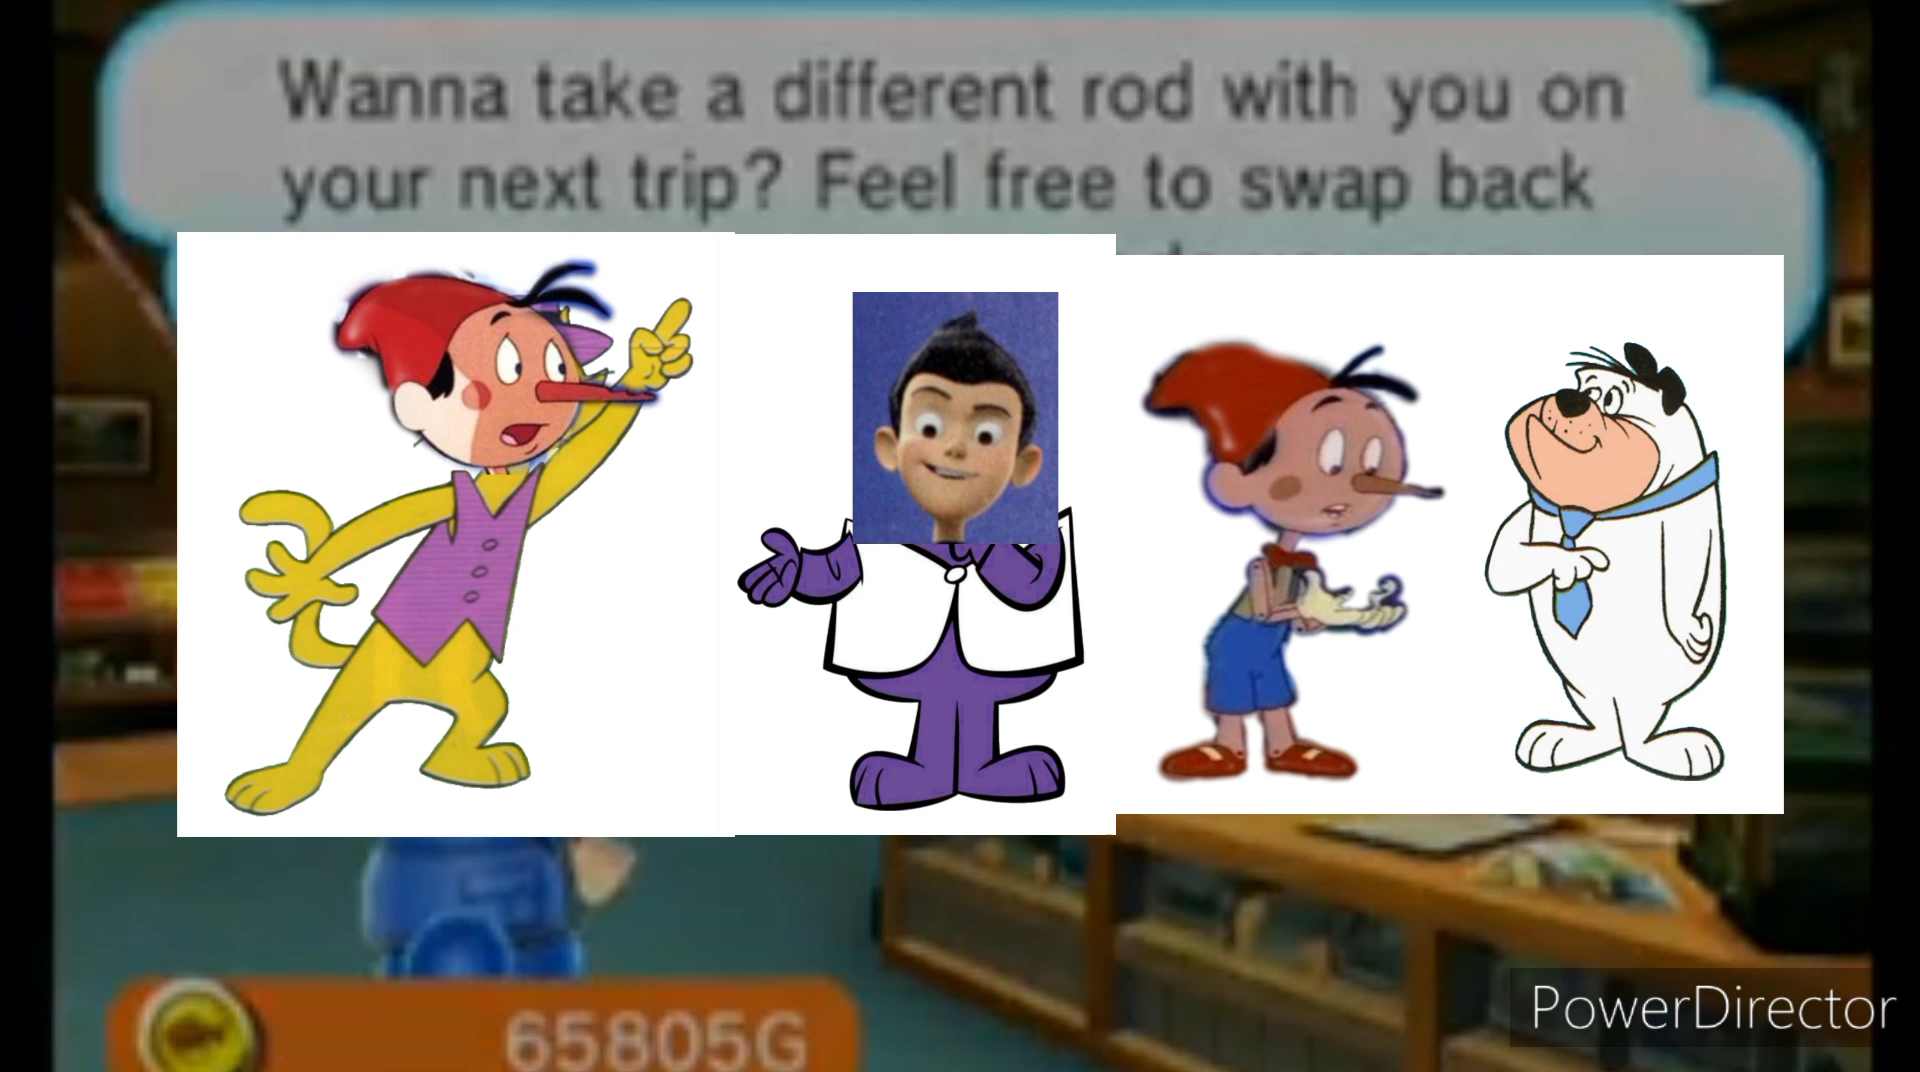 Wanna take a different rod with you on
your next trip? Feel free to swap back
65805G
PowerDirector